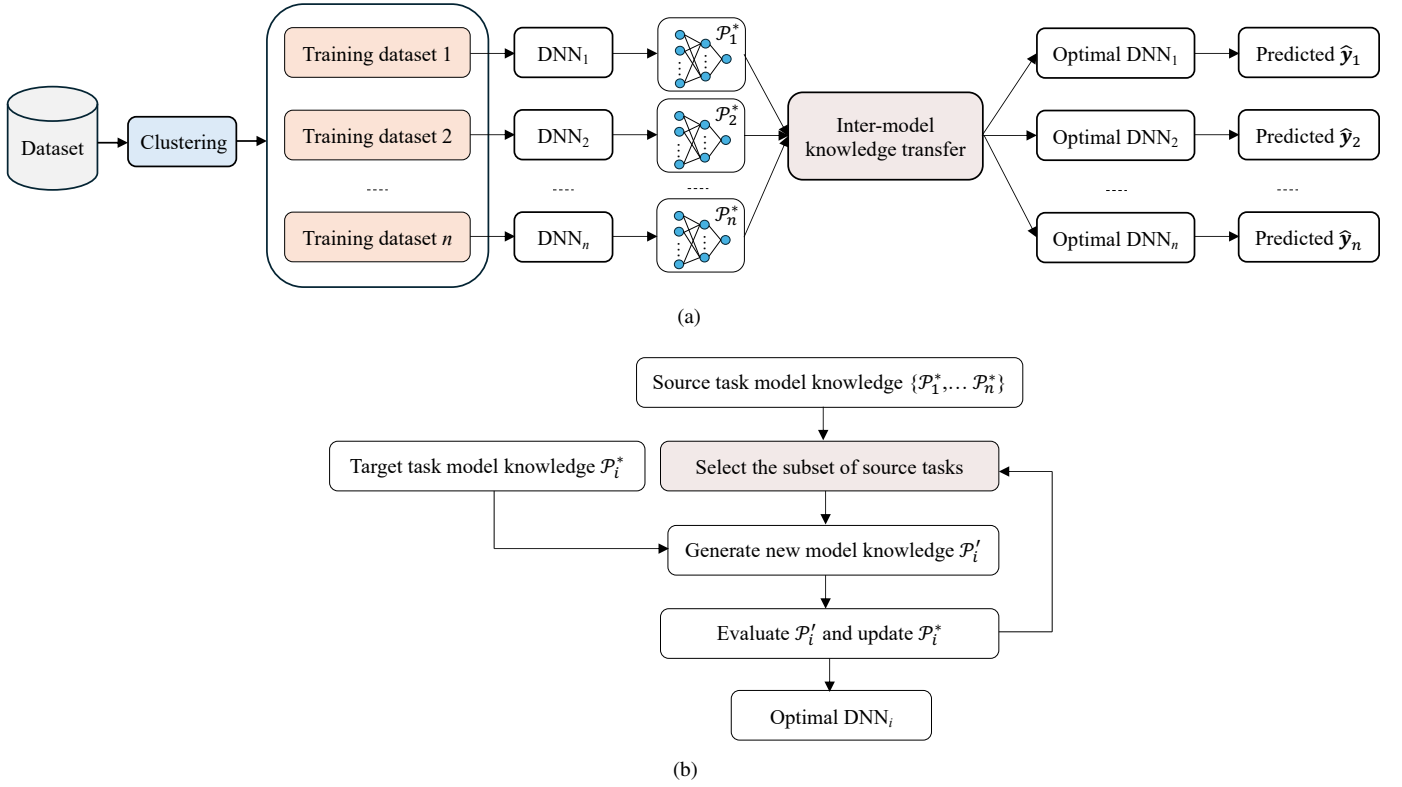 Dataset
Clustering
Training dataset 1
Training dataset 2
----
Training dataset n
DNN₁
DNN₂
----
DNNₙ
𝒫₁*
𝒫₂*
----
𝒫ₙ*
Inter-model
knowledge transfer
Optimal DNN₁
Optimal DNN₂
----
Optimal DNNₙ
Predicted ŷ₁
Predicted ŷ₂
----
Predicted ŷₙ
(a)
Source task model knowledge {𝒫₁*,… 𝒫ₙ*}
Target task model knowledge 𝒫ᵢ*
Select the subset of source tasks
Generate new model knowledge 𝒫ᵢ′
Evaluate 𝒫ᵢ′ and update 𝒫ᵢ*
Optimal DNNᵢ
(b)